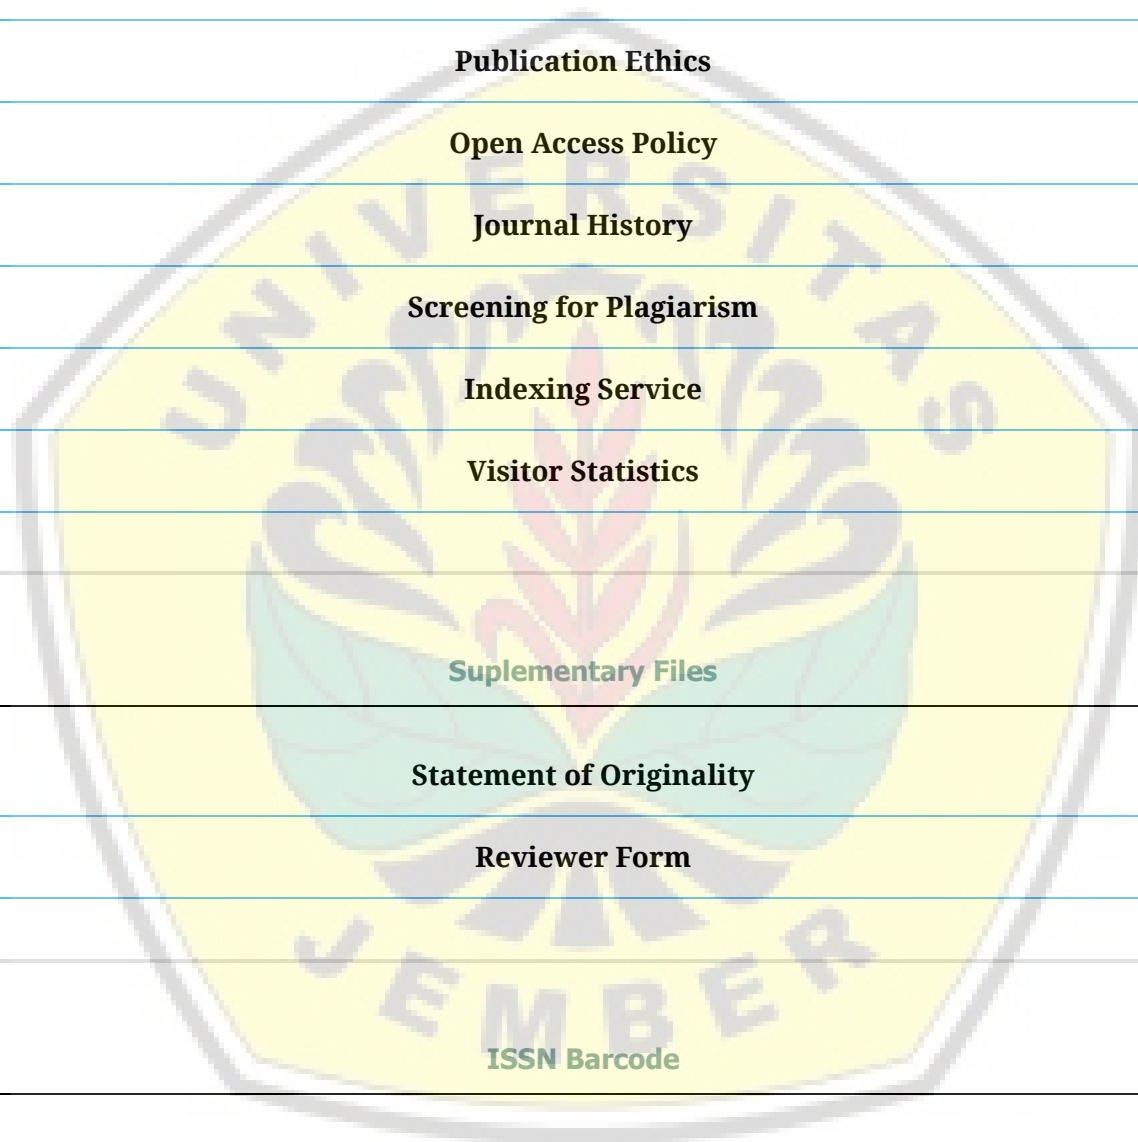 Publication Ethics
Open Access Policy
UNIVERSITAS
Journal History
Screening for Plagiarism
Indexing Service
Visitor Statistics
Suplementary Files
Statement of Originality
Reviewer Form
JEMBER
ISSN Barcode